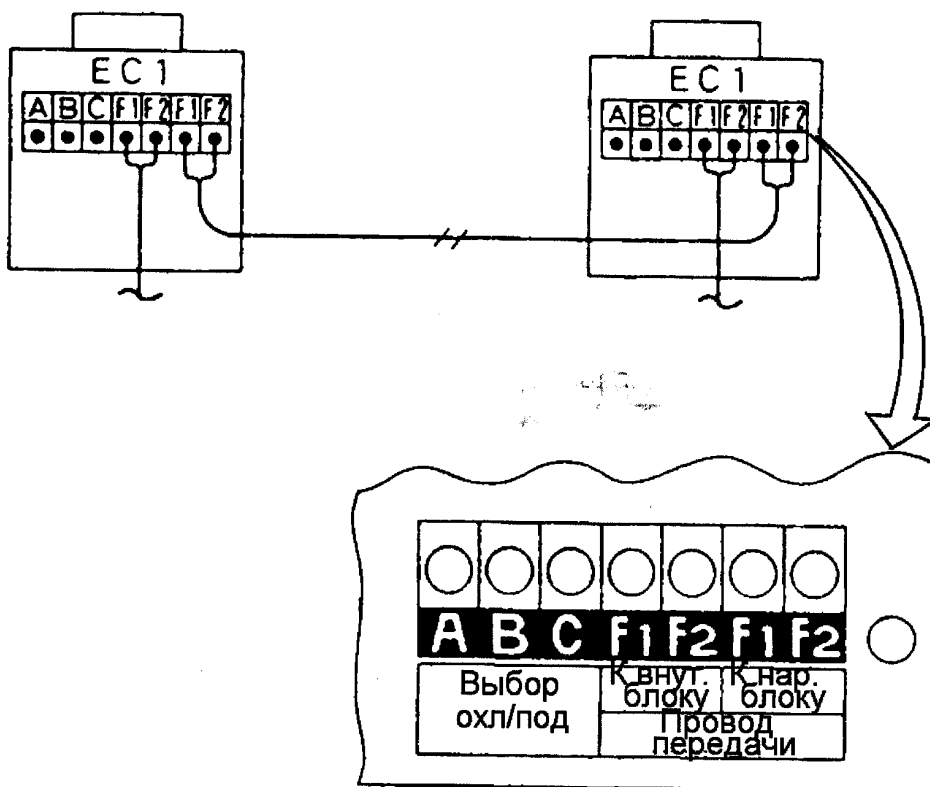 EC1
A B C F1 F2 F1 F2
EC1
A B C F1 F2 F1 F2
A B C F1 F2 F1 F2
Выбор
охл/под
К внут.
блоку
К нар.
блоку
Провод
передачи